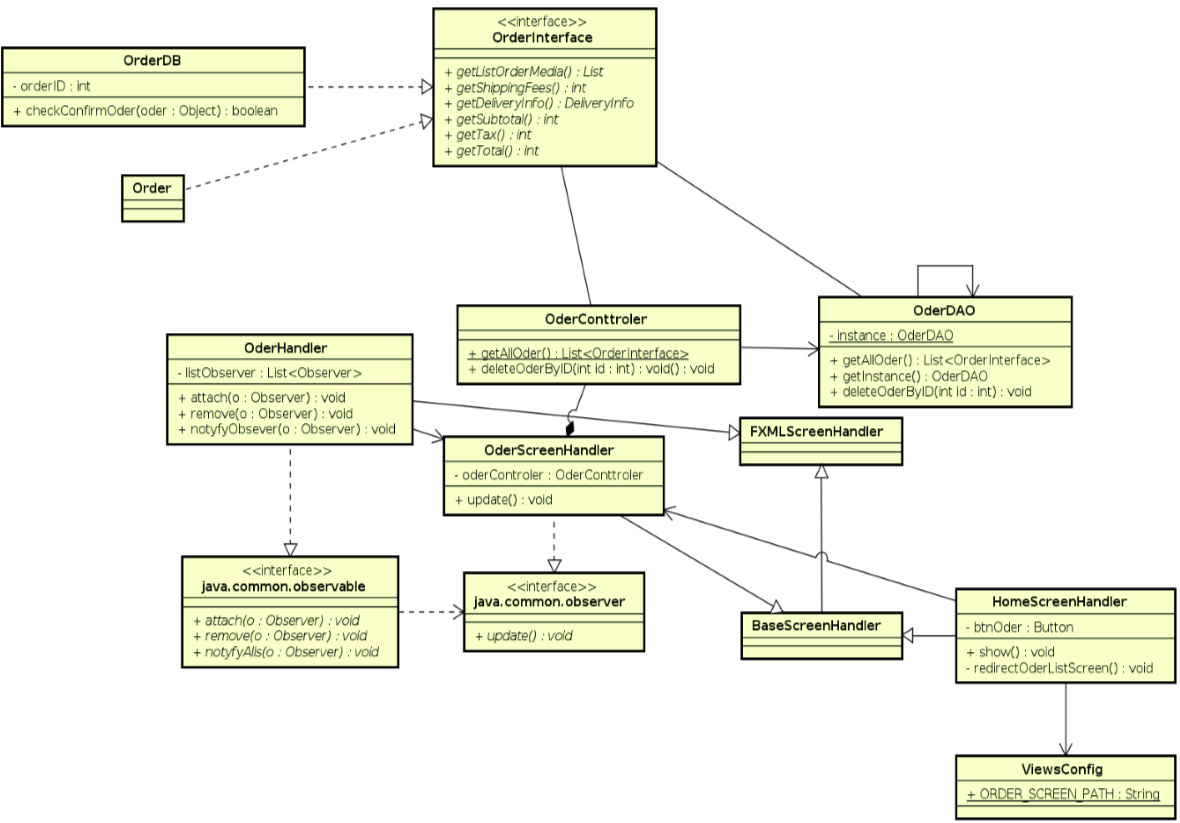 <<interface>>
OrderInterface
+ getListOrderMedia() : List
+ getShippingFees() : int
+ getDeliveryInfo() : DeliveryInfo
+ getSubtotal() : int
+ getTax() : int
+ getTotal() : int
OrderDB
- orderID : int
+ checkConfirmOder(oder : Object) : boolean
Order
OderConttroler
+ getAllOder() : List<OrderInterface>
+ deleteOderByID(int id : int) : void() : void
OderDAO
- instance : OderDAO
+ getAllOder() : List<OrderInterface>
+ getInstance() : OderDAO
+ deleteOderByID(int id : int) : void
OderHandler
- listObserver : List<Observer>
+ attach(o : Observer) : void
+ remove(o : Observer) : void
+ notyfyObsever(o : Observer) : void
FXMLScreenHandler
OderScreenHandler
- oderControler : OderConttroler
+ update() : void
<<interface>>
java.common.observable
+ attach(o : Observer) : void
+ remove(o : Observer) : void
+ notyfyAlls(o : Observer) : void
<<interface>>
java.common.observer
+ update() : void
BaseScreenHandler
HomeScreenHandler
- btnOder : Button
+ show() : void
- redirectOderListScreen() : void
ViewsConfig
+ ORDER_SCREEN_PATH : String